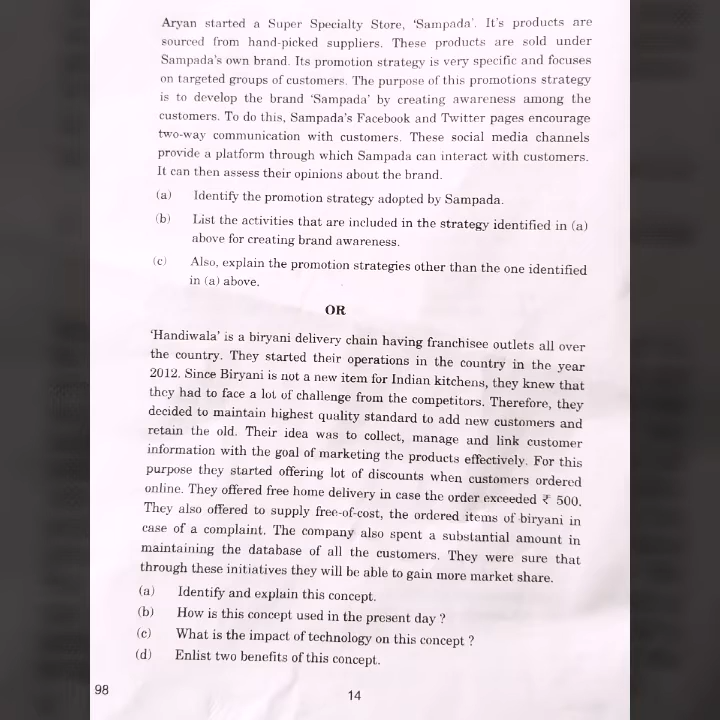 Aryan started a Super Specialty Store, ‘Sampada’. It’s products are
sourced from hand-picked suppliers. These products are sold under
Sampada’s own brand. Its promotion strategy is very specific and focuses
on targeted groups of customers. The purpose of this promotions strategy
is to develop the brand ‘Sampada’ by creating awareness among the
customers. To do this, Sampada’s Facebook and Twitter pages encourage
two-way communication with customers. These social media channels
provide a platform through which Sampada can interact with customers.
It can then assess their opinions about the brand.
(a) Identify the promotion strategy adopted by Sampada.
(b) List the activities that are included in the strategy identified in (a)
above for creating brand awareness.
(c) Also, explain the promotion strategies other than the one identified
in (a) above.
OR
‘Handiwala’ is a biryani delivery chain having franchisee outlets all over
the country. They started their operations in the country in the year
2012. Since Biryani is not a new item for Indian kitchens, they knew that
they had to face a lot of challenge from the competitors. Therefore, they
decided to maintain highest quality standard to add new customers and
retain the old. Their idea was to collect, manage and link customer
information with the goal of marketing the products effectively. For this
purpose they started offering lot of discounts when customers ordered
online. They offered free home delivery in case the order exceeded ₹ 500.
They also offered to supply free-of-cost, the ordered items of biryani in
case of a complaint. The company also spent a substantial amount in
maintaining the database of all the customers. They were sure that
through these initiatives they will be able to gain more market share.
(a) Identify and explain this concept.
(b) How is this concept used in the present day ?
(c) What is the impact of technology on this concept ?
(d) Enlist two benefits of this concept.
98
14